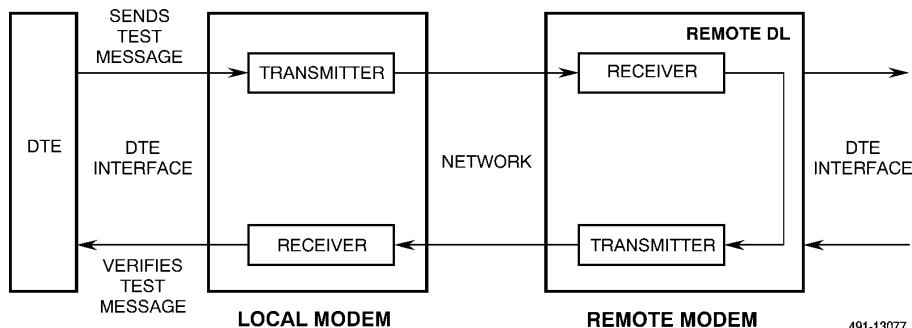 SENDS
TEST
MESSAGE
REMOTE DL
TRANSMITTER
RECEIVER
DTE
DTE
INTERFACE
NETWORK
DTE
INTERFACE
RECEIVER
TRANSMITTER
VERIFIES
TEST
MESSAGE
LOCAL MODEM
REMOTE MODEM
491-13077